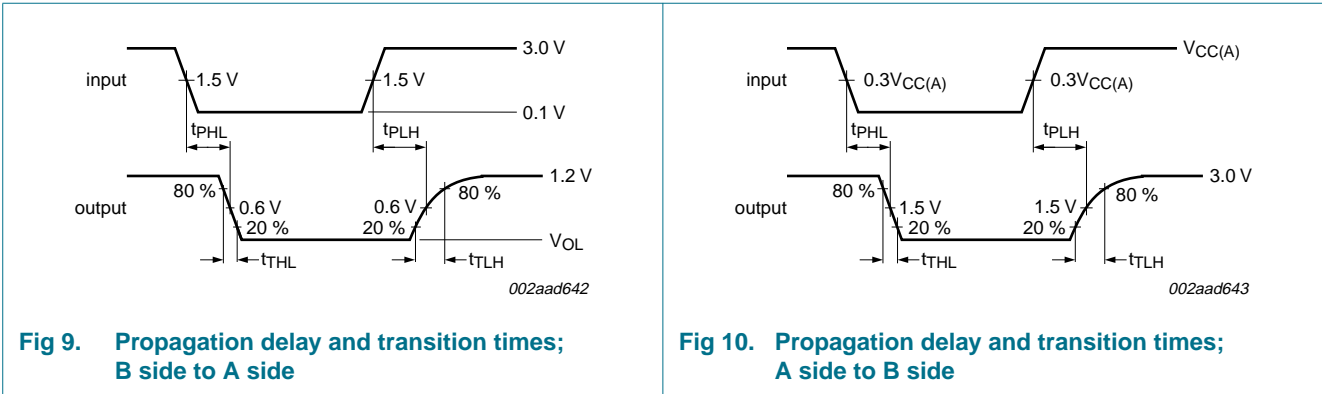 3.0 V
input
1.5 V
1.5 V
0.1 V
tPHL
tPLH
1.2 V
80 %
80 %
output
0.6 V
0.6 V
20 %
20 %
VOL
tTHL
tTLH
002aad642
Fig 9. Propagation delay and transition times;
B side to A side
VCC(A)
input
0.3VCC(A)
0.3VCC(A)
tPHL
tPLH
3.0 V
80 %
80 %
output
1.5 V
1.5 V
20 %
20 %
tTHL
tTLH
002aad643
Fig 10. Propagation delay and transition times;
A side to B side